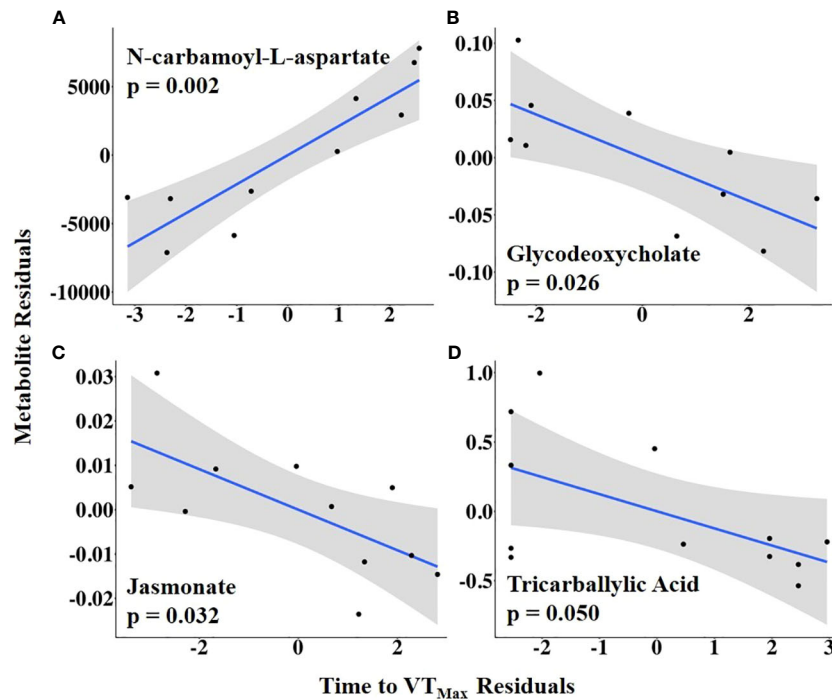 A
N-carbamoyl-L-aspartate
p = 0.002
5000
0
-5000
-10000
-3 -2 -1 0 1 2
B
0.10
0.05
0.00
-0.05
-0.10
Glycodeoxycholate
p = 0.026
-2 0 2
Metabolite Residuals
C
0.03
0.02
0.01
0.00
-0.01
-0.02
Jasmonate
p = 0.032
-2 0 2
D
1.0
0.5
0.0
-0.5
Tricarballylic Acid
p = 0.050
-2 -1 0 1 2 3
Time to VTMax Residuals